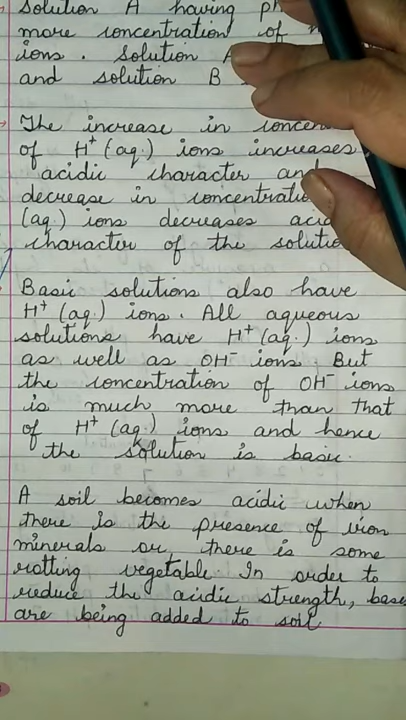 Solution A having
more concentration of
ions. Solution
and solution B
The increase in
of H⁺ (aq.) ions increases
acidic character and
decrease in
(aq.) ions decreases
character of the
Basic solutions also have
H⁺ (aq.) ions. All aqueous
solutions have H⁺ (aq.) ions
as well as OH⁻ ions. But
the concentration of OH⁻ ions
is much more than that
of H⁺ (aq.) ions and hence
the solution is basic.
A soil becomes acidic when
there is the presence of iron
minerals or, there is some
rotting vegetable. In order to
reduce the acidic strength, base
are being added to soil